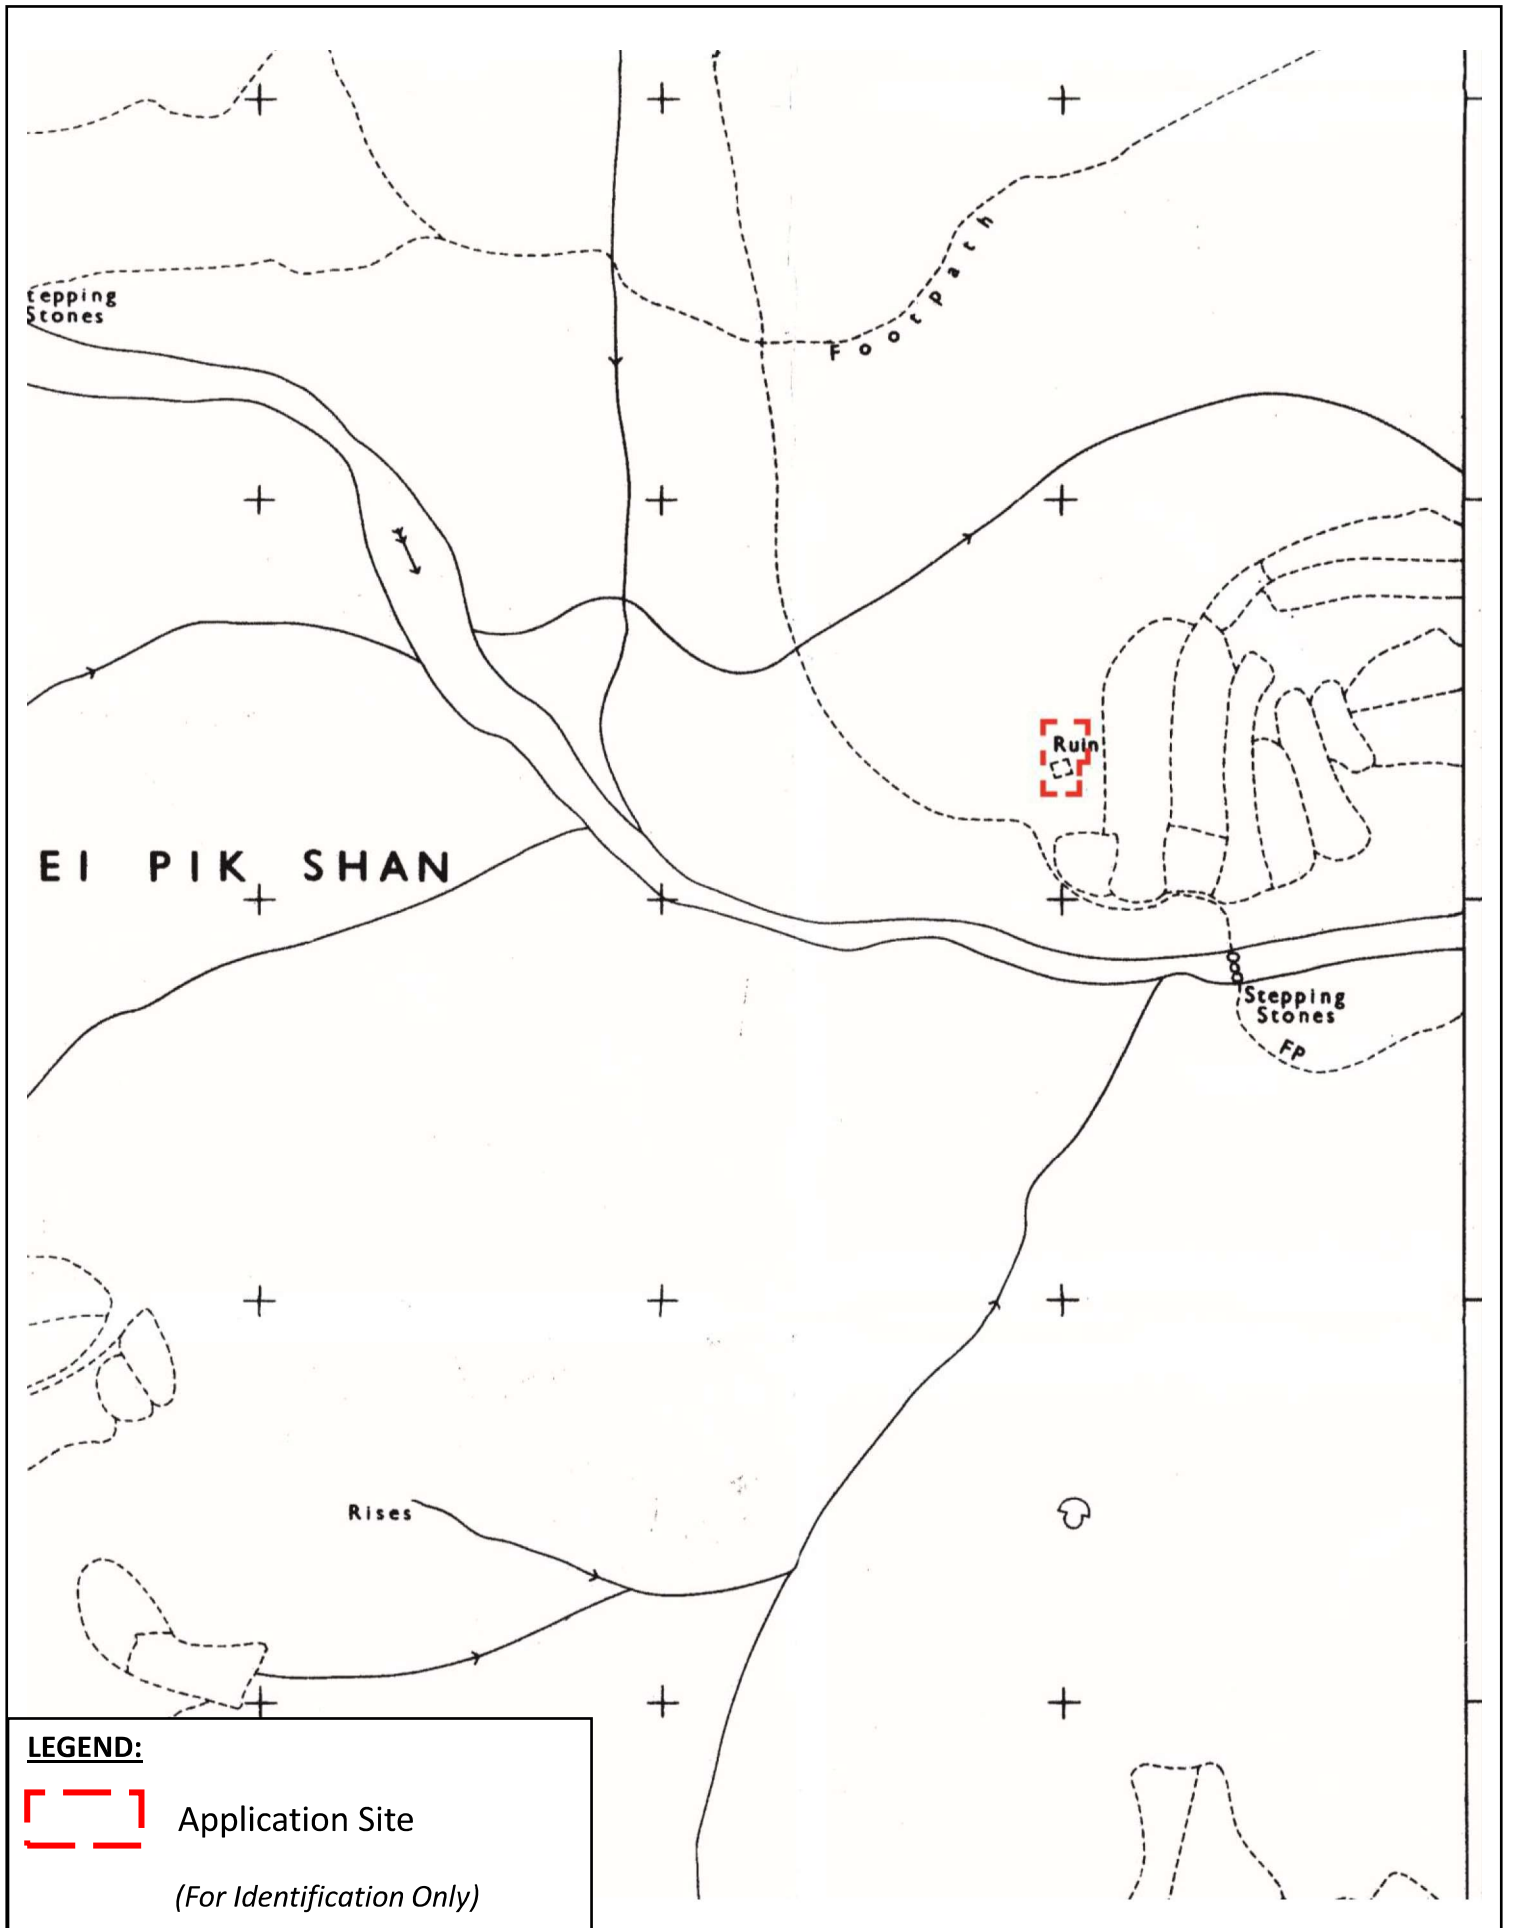 tepping
Stones
Footpath
Ruin
EI PIK SHAN
Stepping
Stones
FP
Rises
LEGEND:
Application Site
(For Identification Only)